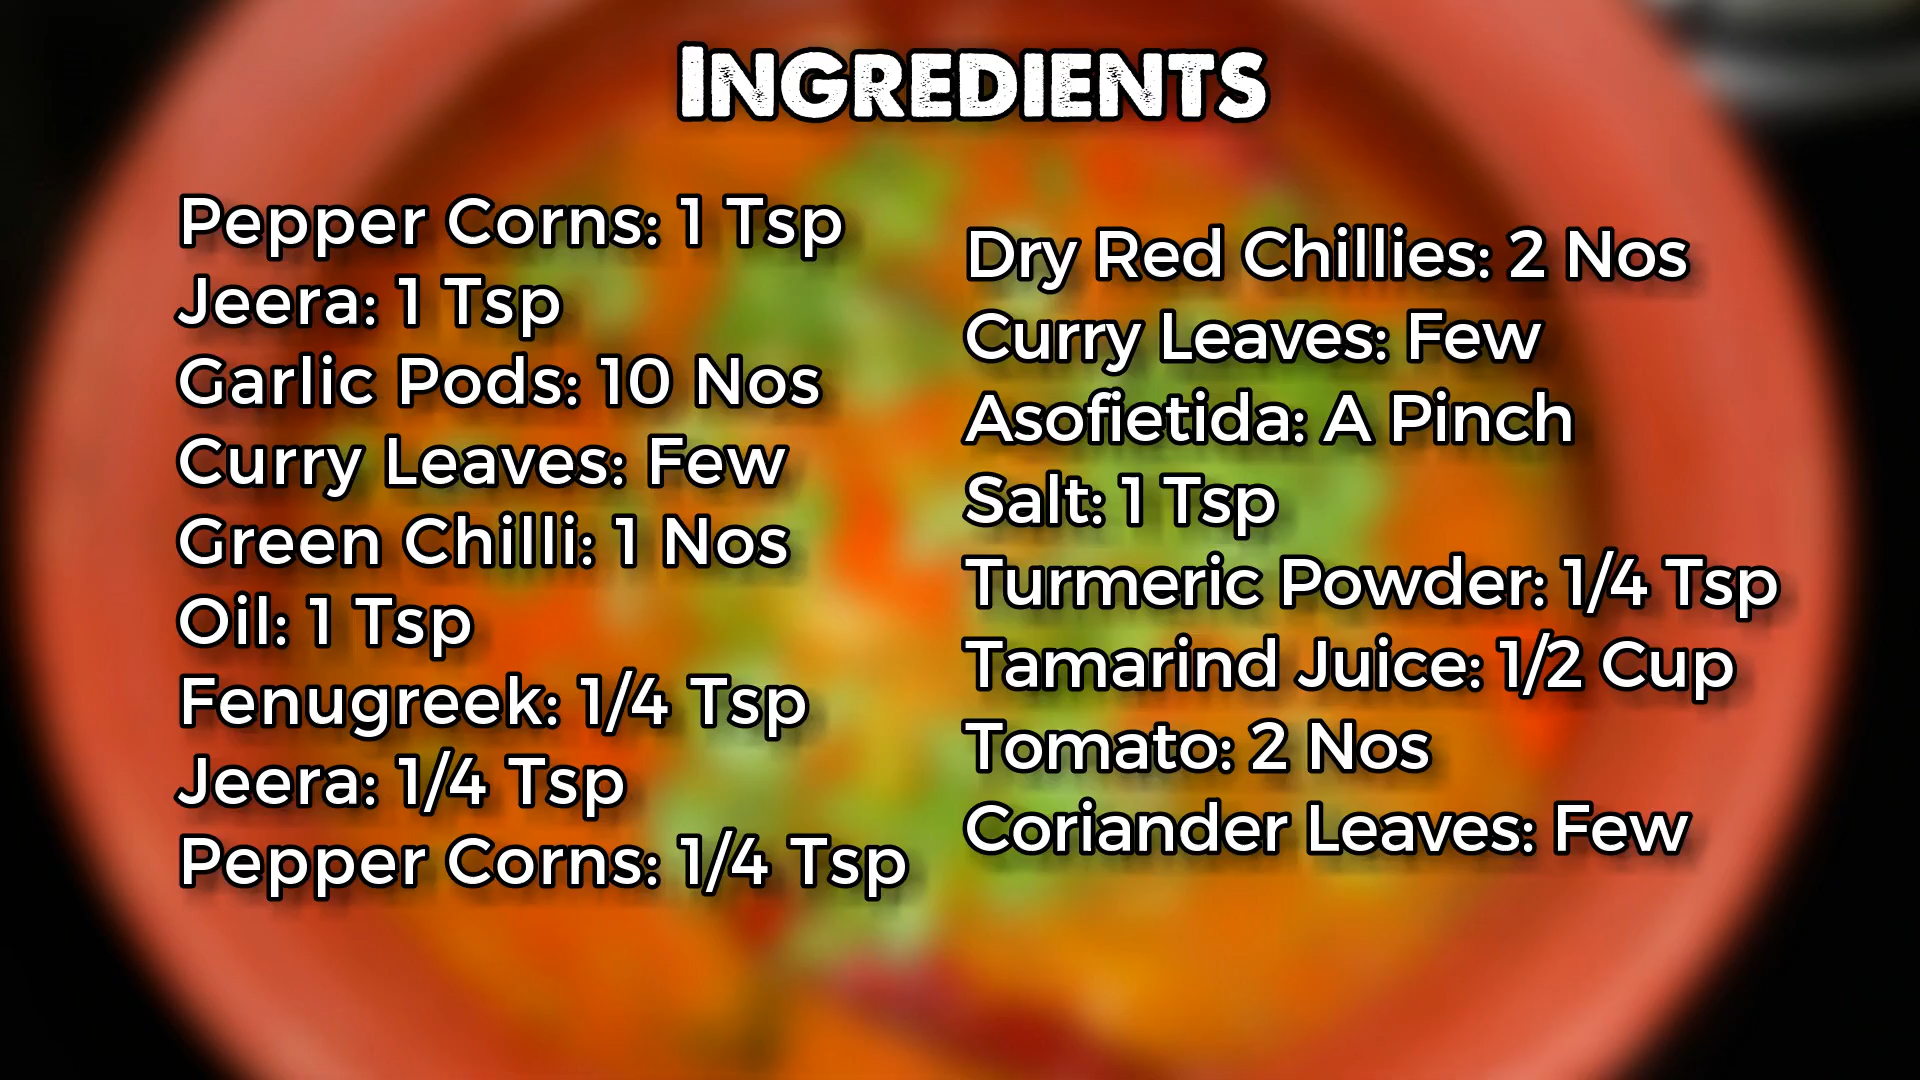 Ingredients
Pepper Corns: 1 Tsp
Jeera: 1 Tsp
Garlic Pods: 10 Nos
Curry Leaves: Few
Green Chilli: 1 Nos
Oil: 1 Tsp
Fenugreek: 1/4 Tsp
Jeera: 1/4 Tsp
Pepper Corns: 1/4 Tsp
Dry Red Chillies: 2 Nos
Curry Leaves: Few
Asofietida: A Pinch
Salt: 1 Tsp
Turmeric Powder: 1/4 Tsp
Tamarind Juice: 1/2 Cup
Tomato: 2 Nos
Coriander Leaves: Few